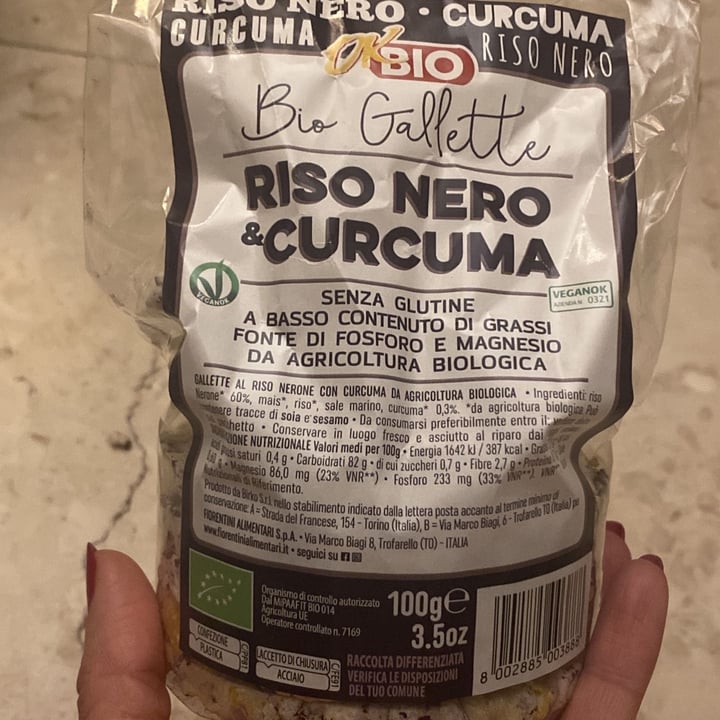 RISO NERO • CURCUMA
CURCUMA
RISO NERO
OK BIO
Bio Gallette
RISO NERO
& CURCUMA
VEGANOK
VEGANOK
AZIENDA N. 0321
SENZA GLUTINE
A BASSO CONTENUTO DI GRASSI
FONTE DI FOSFORO E MAGNESIO
DA AGRICOLTURA BIOLOGICA
GALLETTE AL RISO NERONE CON CURCUMA DA AGRICOLTURA BIOLOGICA • Ingredienti: riso
Nerone* 60%, mais*, riso*, sale marino, curcuma* 0,3%. *da agricoltura biologica Può
tracce di soia e sesamo • Da consumarsi preferibilmente entro il:
• Conservare in luogo fresco e asciutto al riparo dai
NUTRIZIONALE Valori medi per 100g • Energia 1642 kJ / 387 kcal •
saturi 0,4 g • Carboidrati 82 g • di cui zuccheri 0,7 g • Fibre 2,7 g •
• Magnesio 86,0 mg (23% VNR**) • Fosforo 233 mg (33% VNR**).
di Riferimento.
Prodotto da Birko S.r.l. nello stabilimento indicato dalla lettera posta accanto al termine minimo di
conservazione: A = Strada del Francese, 154 - Torino (Italia), B = Via Marco Biagi, 6 - Trofarello TO (Italia) per
FIORENTINI ALIMENTARI S.p.A. • Via Marco Biagi 8, Trofarello (TO) - ITALIA
www.fiorentinialimentari.it • seguici su
Organismo di controllo autorizzato
Dal MiPAAF IT BIO 014
Agricoltura UE
Operatore controllato n. 7169
100g e
3.5oz
CONFEZIONE
PLASTICA
ACCETTO DI CHIUSURA
ACCIAIO
RACCOLTA DIFFERENZIATA
VERIFICA LE DISPOSIZIONI
DEL TUO COMUNE
8 002885 003888